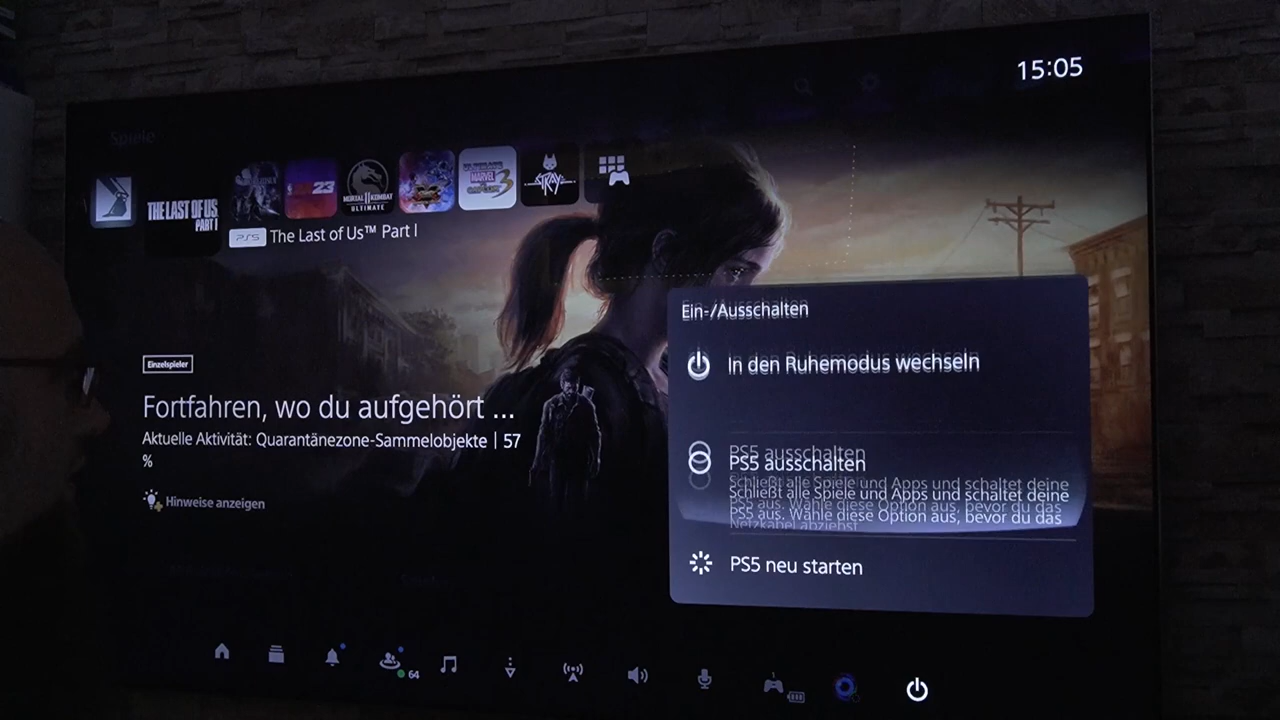 15:05
Spiele
THE LAST OF US
PART I
23
MORTAL KOMBAT
II
ULTIMATE
MARVEL
3
STRAY
PS5
The Last of Us™ Part I
Einzelspieler
Fortfahren, wo du aufgehört ...
Aktuelle Aktivität: Quarantänezone-Sammelobjekte | 57
%
Hinweise anzeigen
Ein-/Ausschalten
In den Ruhemodus wechseln
PS5 ausschalten
Schließt alle Spiele und Apps und schaltet deine
PS5 aus. Wähle diese Option aus, bevor du das
Netzkabel abziehst
PS5 neu starten
64